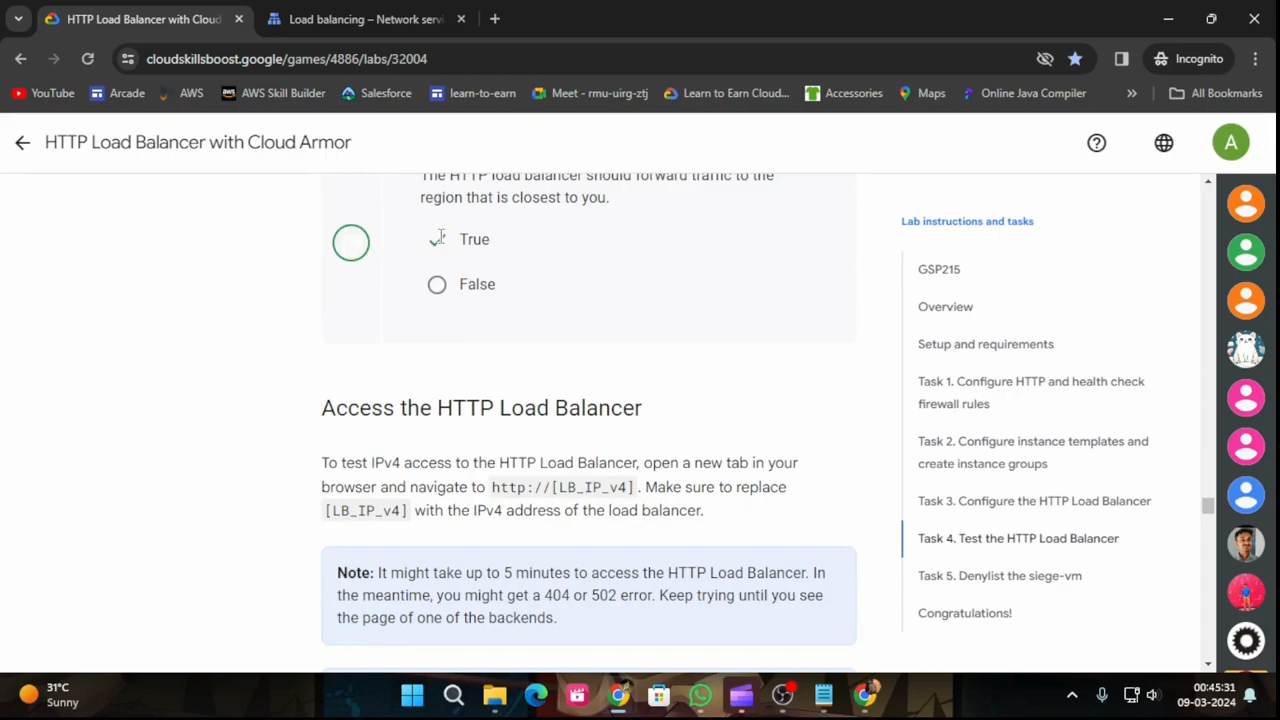 HTTP Load Balancer with Cloud
Load balancing – Network servi
cloudskillsboost.google/games/4886/labs/32004
Incognito
YouTube
Arcade
AWS
AWS Skill Builder
Salesforce
learn-to-earn
Meet - rmu-uirg-ztj
Learn to Earn Cloud...
Accessories
Maps
Online Java Compiler
»
All Bookmarks
HTTP Load Balancer with Cloud Armor
A
The HTTP load balancer should forward traffic to the
region that is closest to you.
True
False
Access the HTTP Load Balancer
To test IPv4 access to the HTTP Load Balancer, open a new tab in your
browser and navigate to http://[LB_IP_v4]. Make sure to replace
[LB_IP_v4] with the IPv4 address of the load balancer.
Note: It might take up to 5 minutes to access the HTTP Load Balancer. In
the meantime, you might get a 404 or 502 error. Keep trying until you see
the page of one of the backends.
Lab instructions and tasks
GSP215
Overview
Setup and requirements
Task 1. Configure HTTP and health check
firewall rules
Task 2. Configure instance templates and
create instance groups
Task 3. Configure the HTTP Load Balancer
Task 4. Test the HTTP Load Balancer
Task 5. Denylist the siege-vm
Congratulations!
31°C
Sunny
00:45:31
09-03-2024